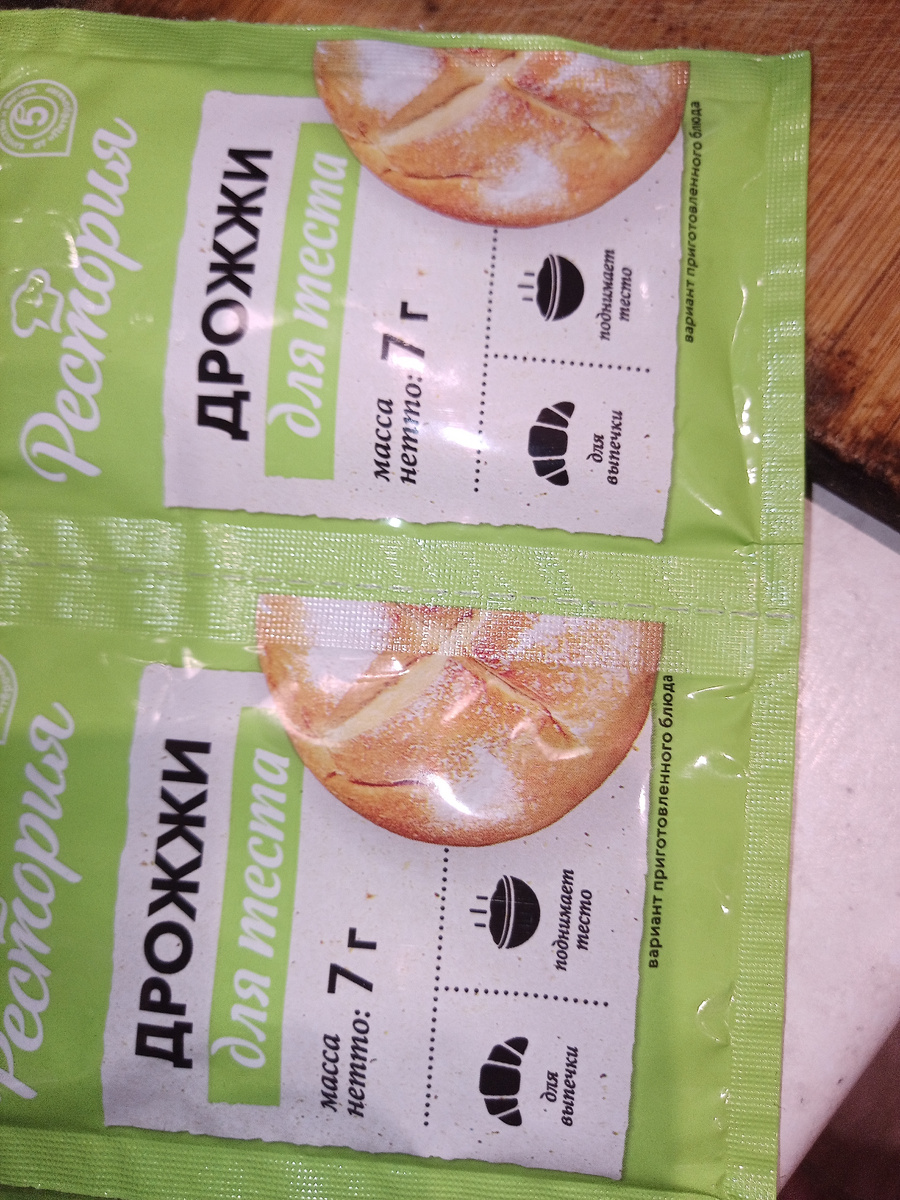 5
Рестория
ДРОЖЖИ
для теста
масса
нетто: 7 г
поднимает
тесто
для
выпечки
вариант приготовленного блюда
Рестория
ДРОЖЖИ
для теста
масса
нетто: 7 г
поднимает
тесто
для
выпечки
вариант приготовленного блюда